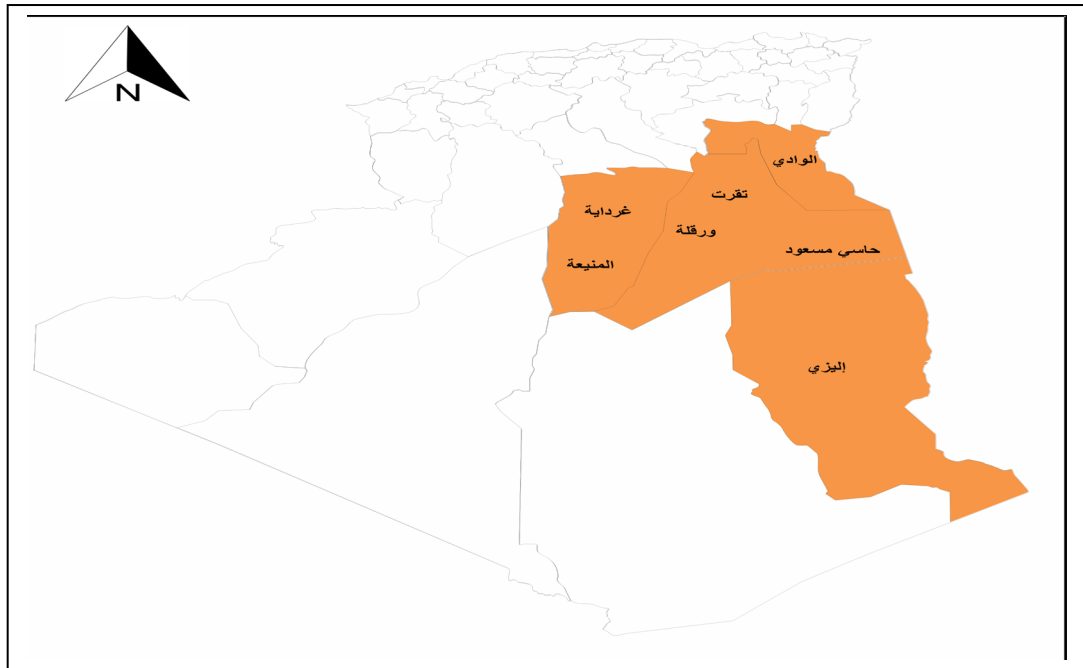 N
الوادي
تقرت
غرداية
ورقلة
حاسي مسعود
المنيعة
إليزي